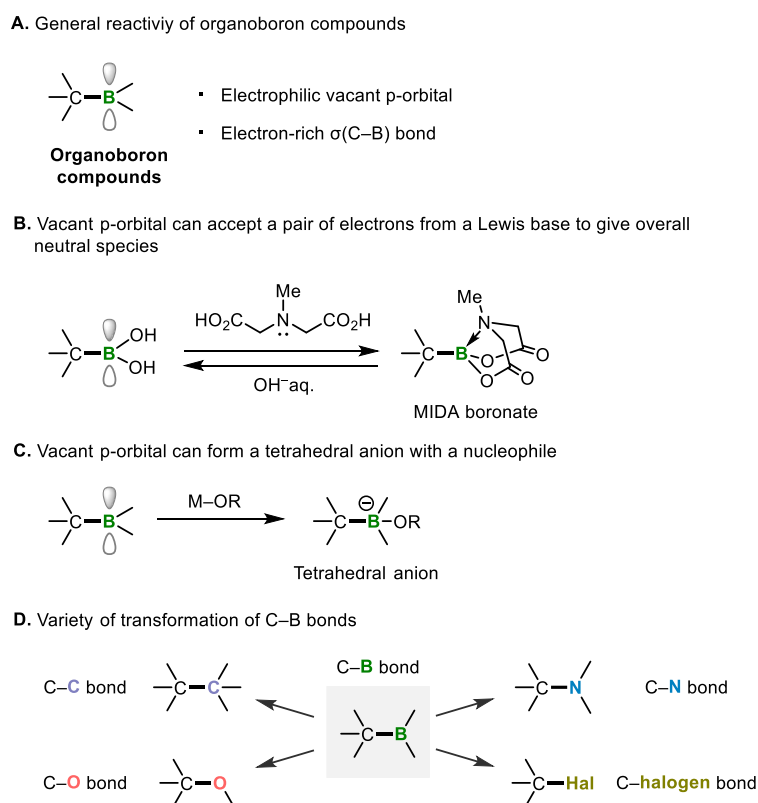 A. General reactiviy of organoboron compounds
C–B
▪ Electrophilic vacant p-orbital
▪ Electron-rich σ(C–B) bond
Organoboron
compounds
B. Vacant p-orbital can accept a pair of electrons from a Lewis base to give overall
neutral species
Me
HO₂C N CO₂H
OH⁻aq.
C–B OH
OH
Me
N
C–B O O
O O
MIDA boronate
C. Vacant p-orbital can form a tetrahedral anion with a nucleophile
C–B
M–OR
⊖
C–B–OR
Tetrahedral anion
D. Variety of transformation of C–B bonds
C–B bond
C–C bond C–C
C–N C–N bond
C–B
C–O bond C–O
C–Hal C–halogen bond